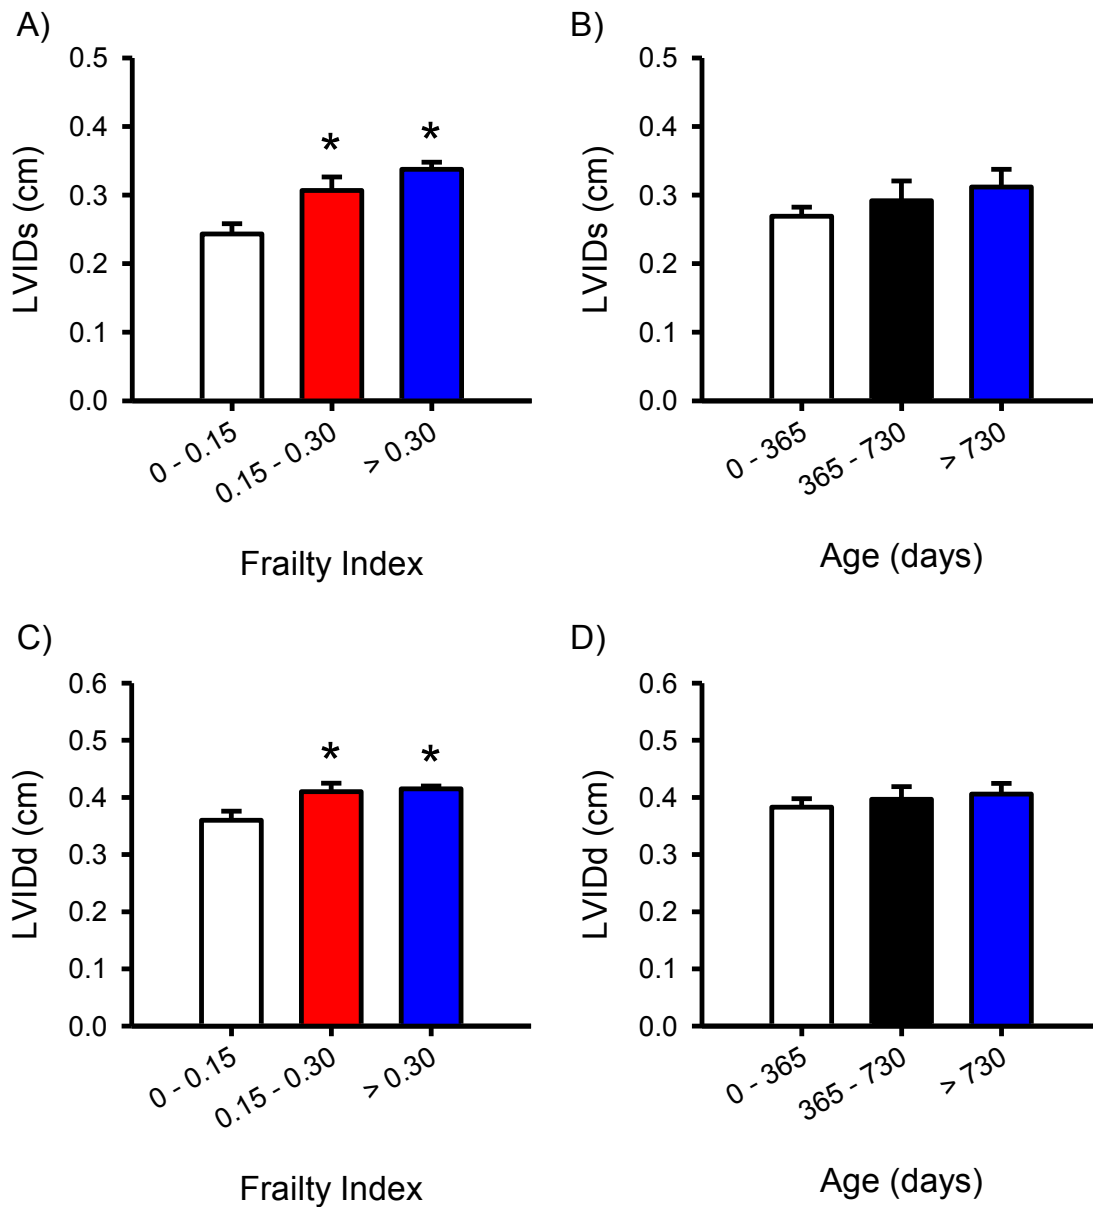 A)
0.5
0.4
0.3
0.2
0.1
0.0
LVIDs (cm)
*
*
0 - 0.15
0.15 - 0.30
> 0.30
Frailty Index
B)
0.5
0.4
0.3
0.2
0.1
0.0
LVIDs (cm)
0 - 365
365 - 730
> 730
Age (days)
C)
0.6
0.5
0.4
0.3
0.2
0.1
0.0
LVIDd (cm)
*
*
0 - 0.15
0.15 - 0.30
> 0.30
Frailty Index
D)
0.6
0.5
0.4
0.3
0.2
0.1
0.0
LVIDd (cm)
0 - 365
365 - 730
> 730
Age (days)